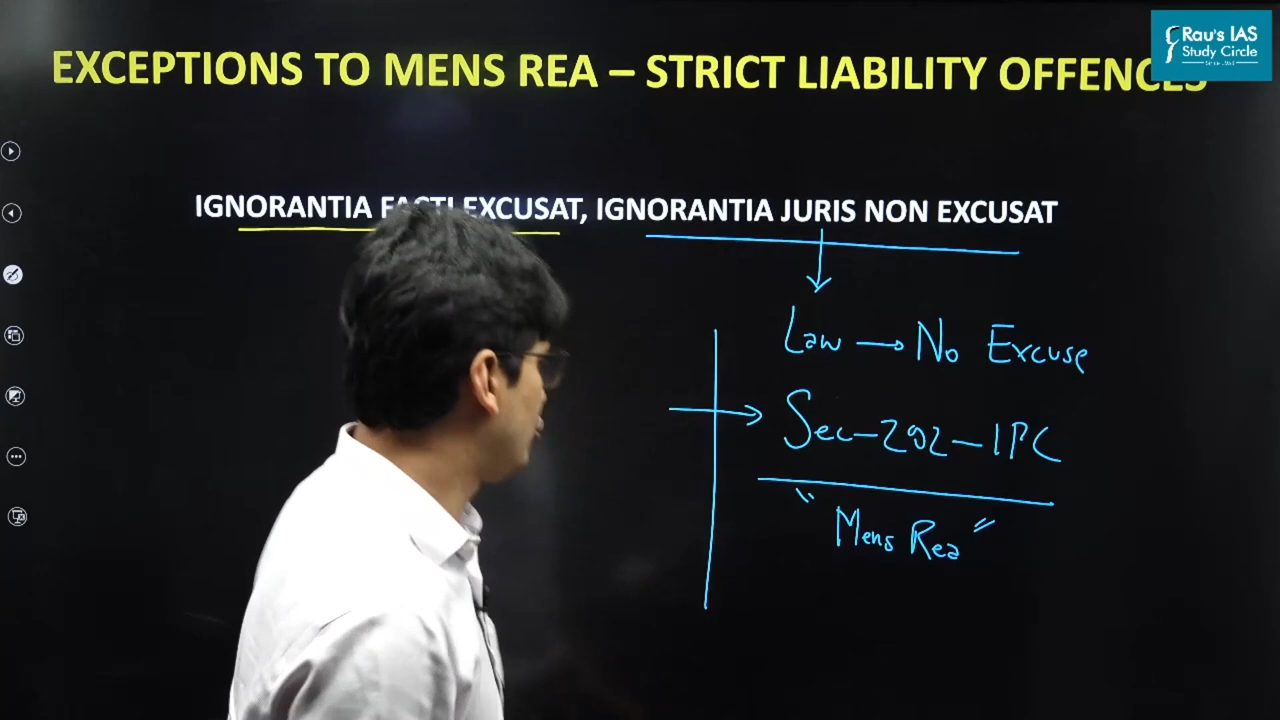 Rau's IAS
Study Circle
EXCEPTIONS TO MENS REA – STRICT LIABILITY OFFENCES
IGNORANTIA FACTI EXCUSAT, IGNORANTIA JURIS NON EXCUSAT
Law → No Excuse
→ Sec-292-IPC
"Mens Rea"